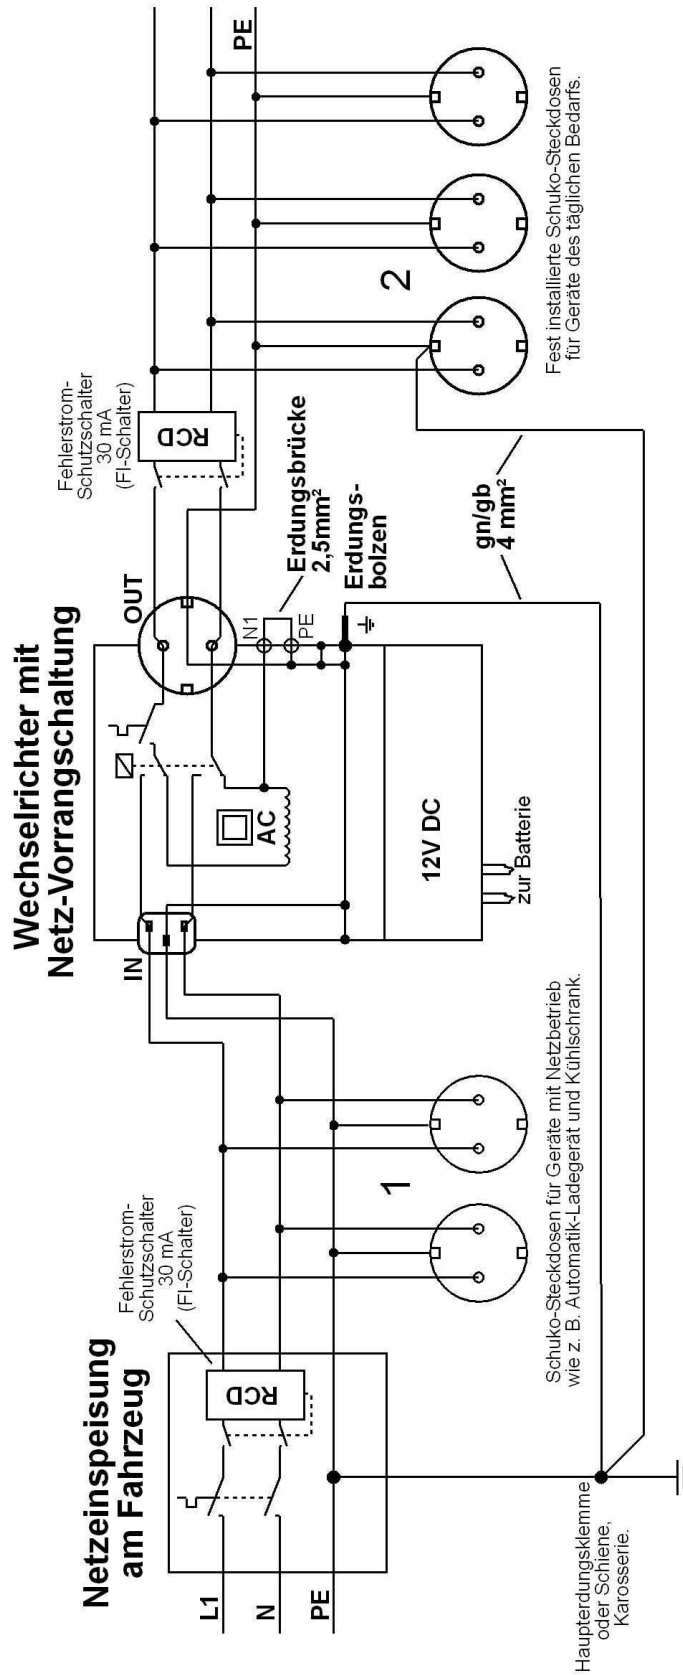 Netzeinspeisung
am Fahrzeug
L1
N
PE
RCD
Fehlerstrom-
Schutzschalter
30 mA
(FI-Schalter)
1
Schuko-Steckdosen für Geräte mit Netzbetrieb
wie z. B. Automatik-Ladegerät und Kühlschrank.
Haupterdungsklemme
oder Schiene,
Karosserie.
Wechselrichter mit
Netz-Vorrangschaltung
IN
OUT
AC
N1
PE
12V DC
zur Batterie
Erdungsbrücke
2,5mm²
Erdungs-
bolzen
gn/gb
4 mm²
Fehlerstrom-
Schutzschalter
30 mA
(FI-Schalter)
RCD
PE
2
Fest installierte Schuko-Steckdosen
für Geräte des täglichen Bedarfs.